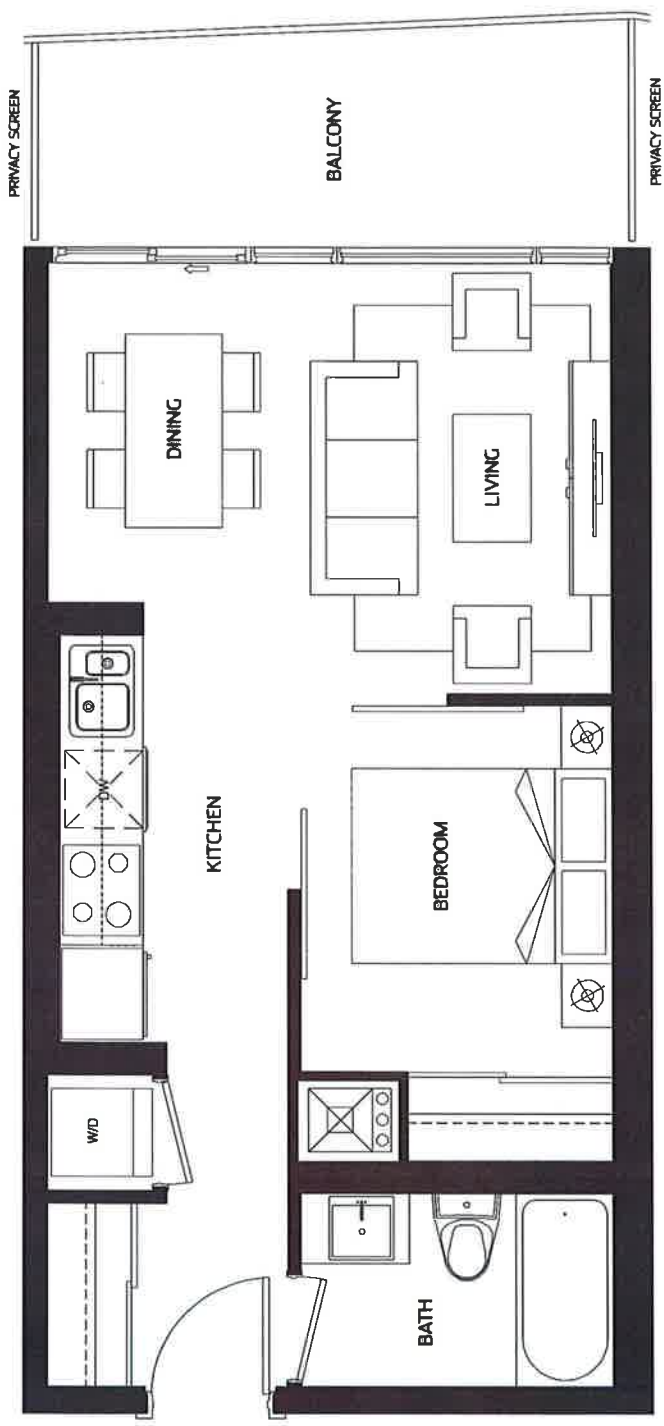 PRIVACY SCREEN
PRIVACY SCREEN
BALCONY
DINING
LIVING
KITCHEN
DW
BEDROOM
W/D
BATH